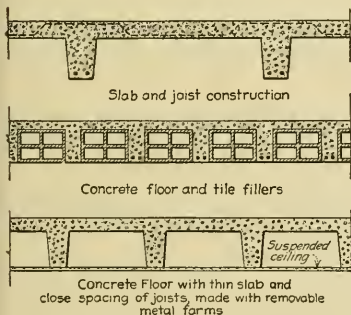 Slab and joist construction
Concrete floor and tile fillers
Suspended
ceiling
Concrete Floor with thin slab and
close spacing of joists, made with removable
metal forms